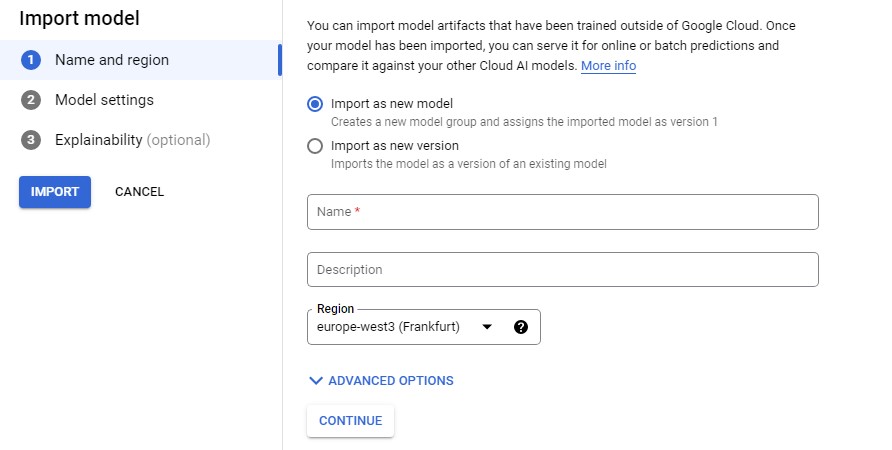 Import model
1 Name and region
2 Model settings
3 Explainability (optional)
IMPORT CANCEL
You can import model artifacts that have been trained outside of Google Cloud. Once
your model has been imported, you can serve it for online or batch predictions and
compare it against your other Cloud AI models. More info
Import as new model
Creates a new model group and assigns the imported model as version 1
Import as new version
Imports the model as a version of an existing model
Name *
Description
Region
europe-west3 (Frankfurt) ?
ADVANCED OPTIONS
CONTINUE